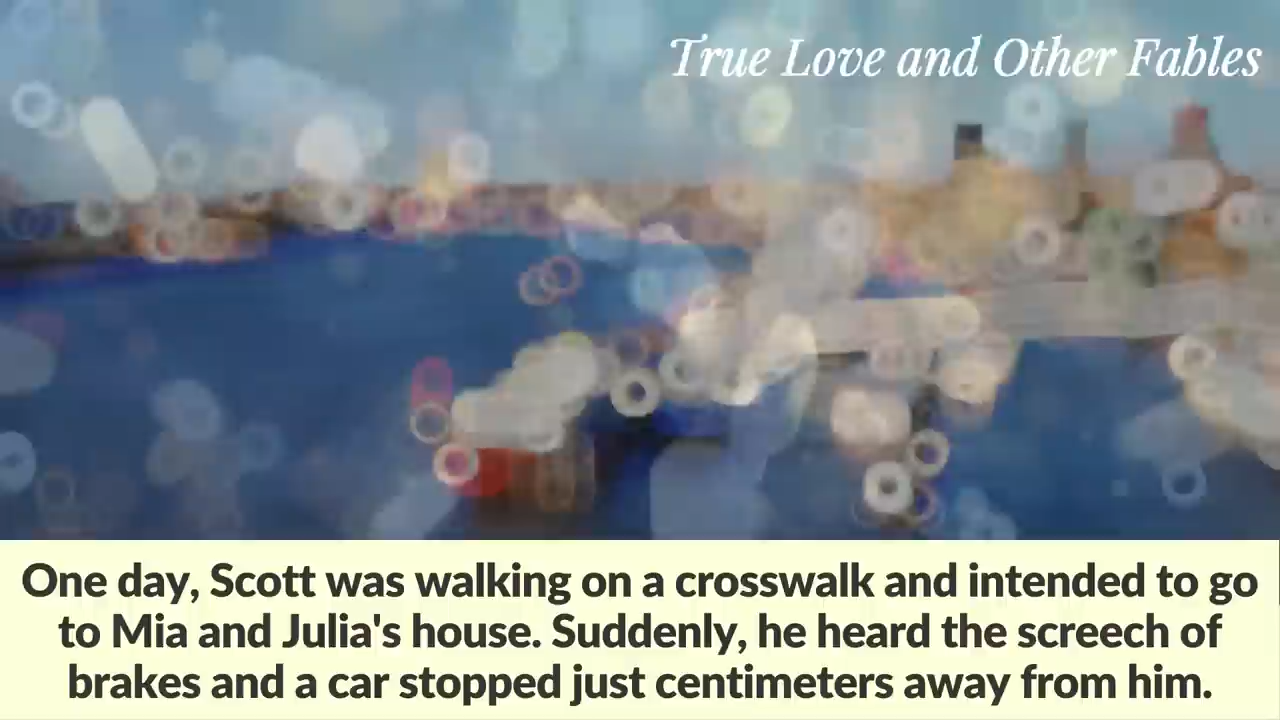 True Love and Other Fables
One day, Scott was walking on a crosswalk and intended to go
to Mia and Julia's house. Suddenly, he heard the screech of
brakes and a car stopped just centimeters away from him.